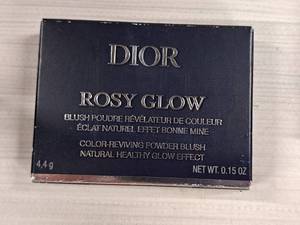 DIOR
ROSY GLOW
BLUSH POUDRE RÉVÉLATEUR DE COULEUR
ÉCLAT NATUREL EFFET BONNE MINE
COLOR-REVIVING POWDER BLUSH
NATURAL HEALTHY GLOW EFFECT
4,4 g
NET WT. 0.15 OZ